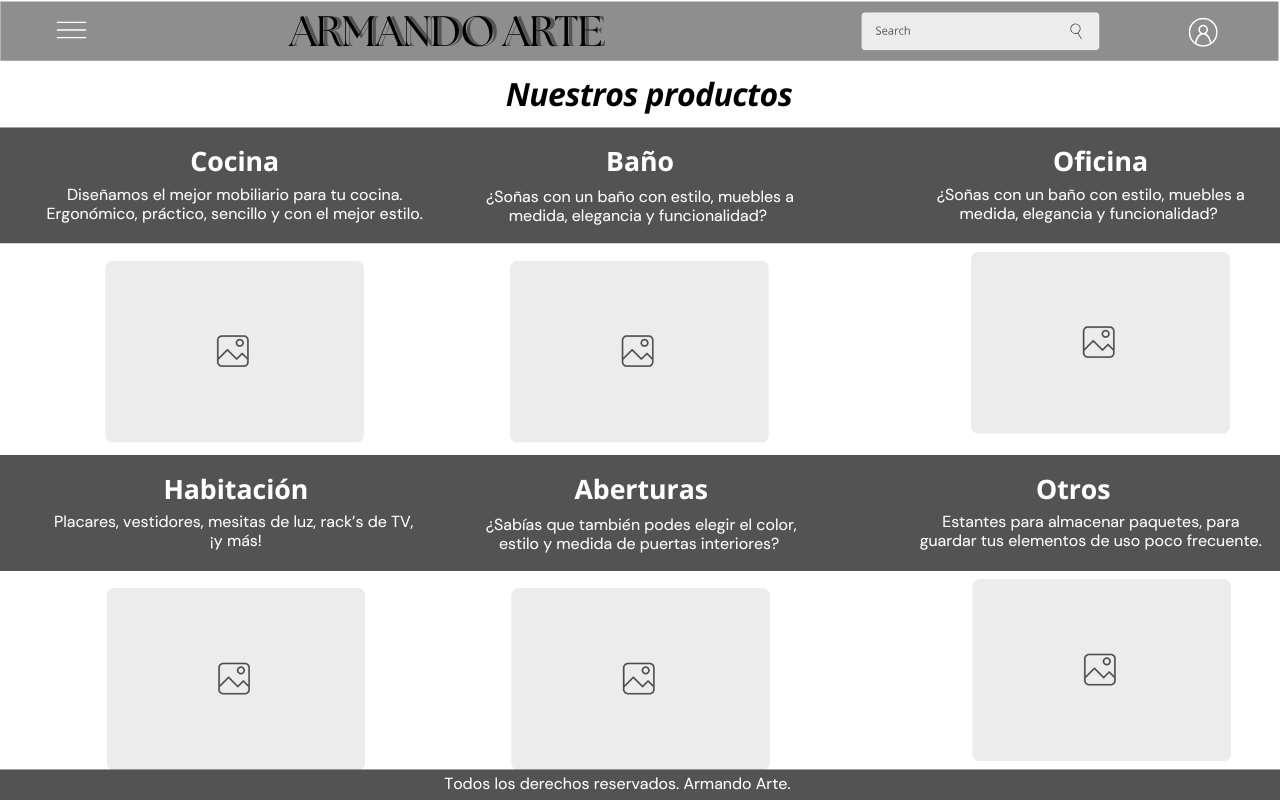 ARMANDO ARTE
Search
Nuestros productos
Cocina
Diseñamos el mejor mobiliario para tu cocina.
Ergonómico, práctico, sencillo y con el mejor estilo.
Baño
¿Soñas con un baño con estilo, muebles a
medida, elegancia y funcionalidad?
Oficina
¿Soñas con un baño con estilo, muebles a
medida, elegancia y funcionalidad?
Habitación
Placares, vestidores, mesitas de luz, rack’s de TV,
¡y más!
Aberturas
¿Sabías que también podes elegir el color,
estilo y medida de puertas interiores?
Otros
Estantes para almacenar paquetes, para
guardar tus elementos de uso poco frecuente.
Todos los derechos reservados. Armando Arte.